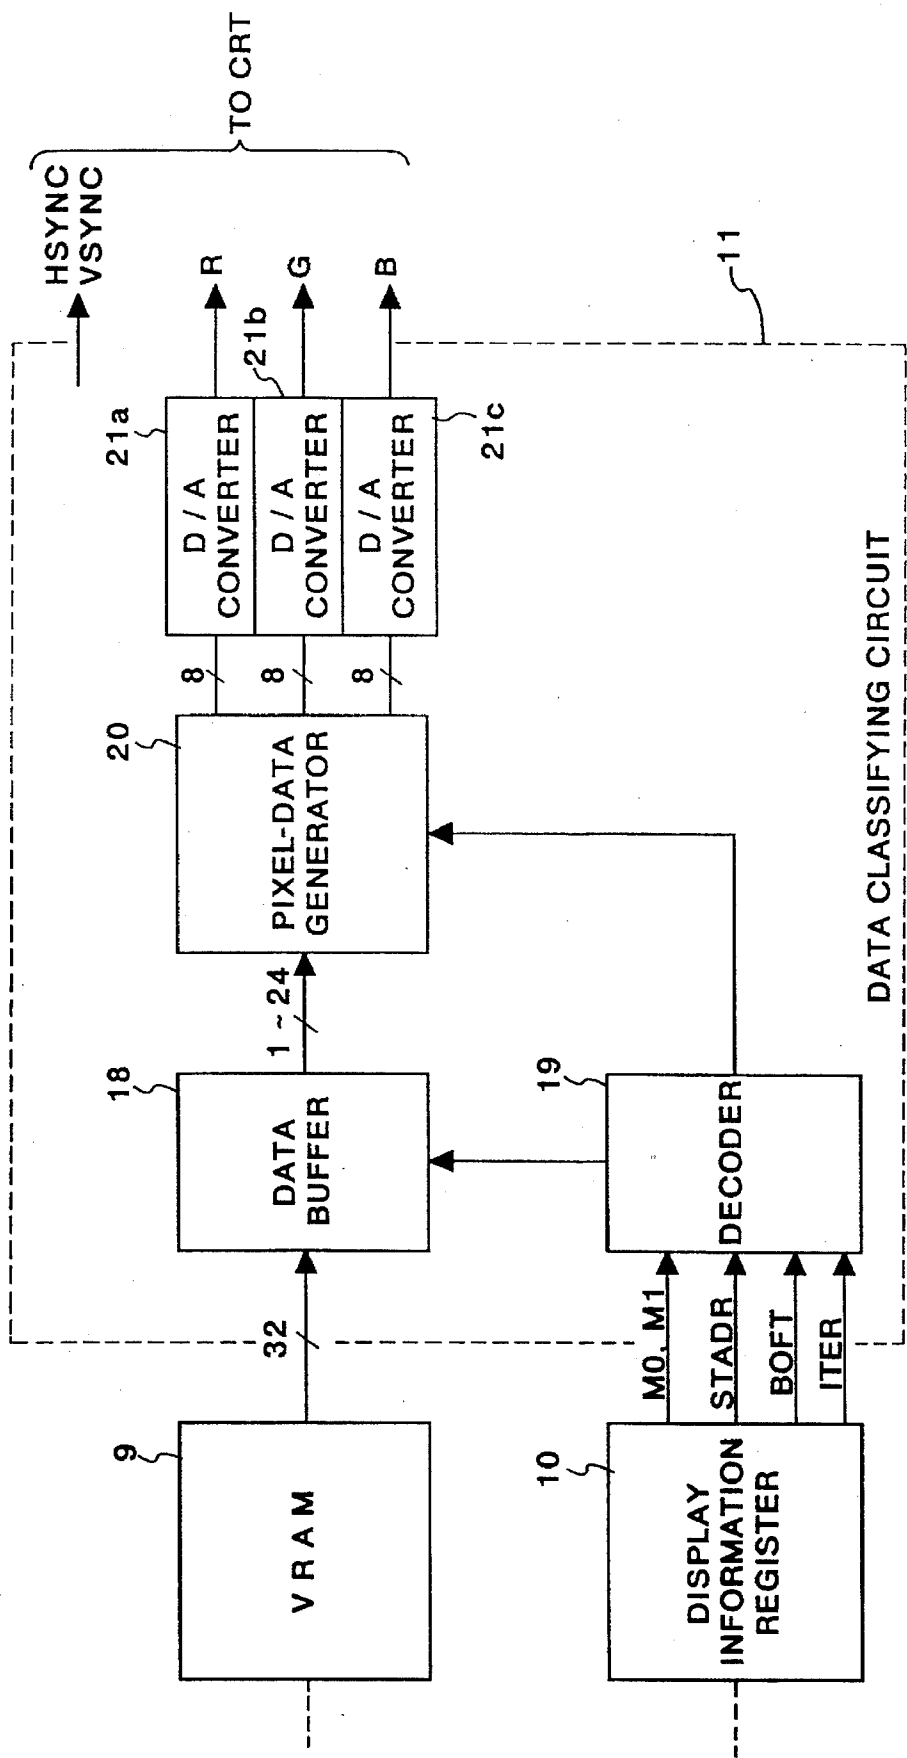 HSYNC
VSYNC
TO CRT
R
G
B
21a
21b
21c
D / A
CONVERTER
D / A
CONVERTER
D / A
CONVERTER
8
8
8
20
PIXEL-DATA
GENERATOR
1 ~ 24
18
DATA
BUFFER
32
9
VRAM
11
DATA CLASSIFYING CIRCUIT
19
DECODER
M0, M1
STADR
BOFT
ITER
10
DISPLAY
INFORMATION
REGISTER